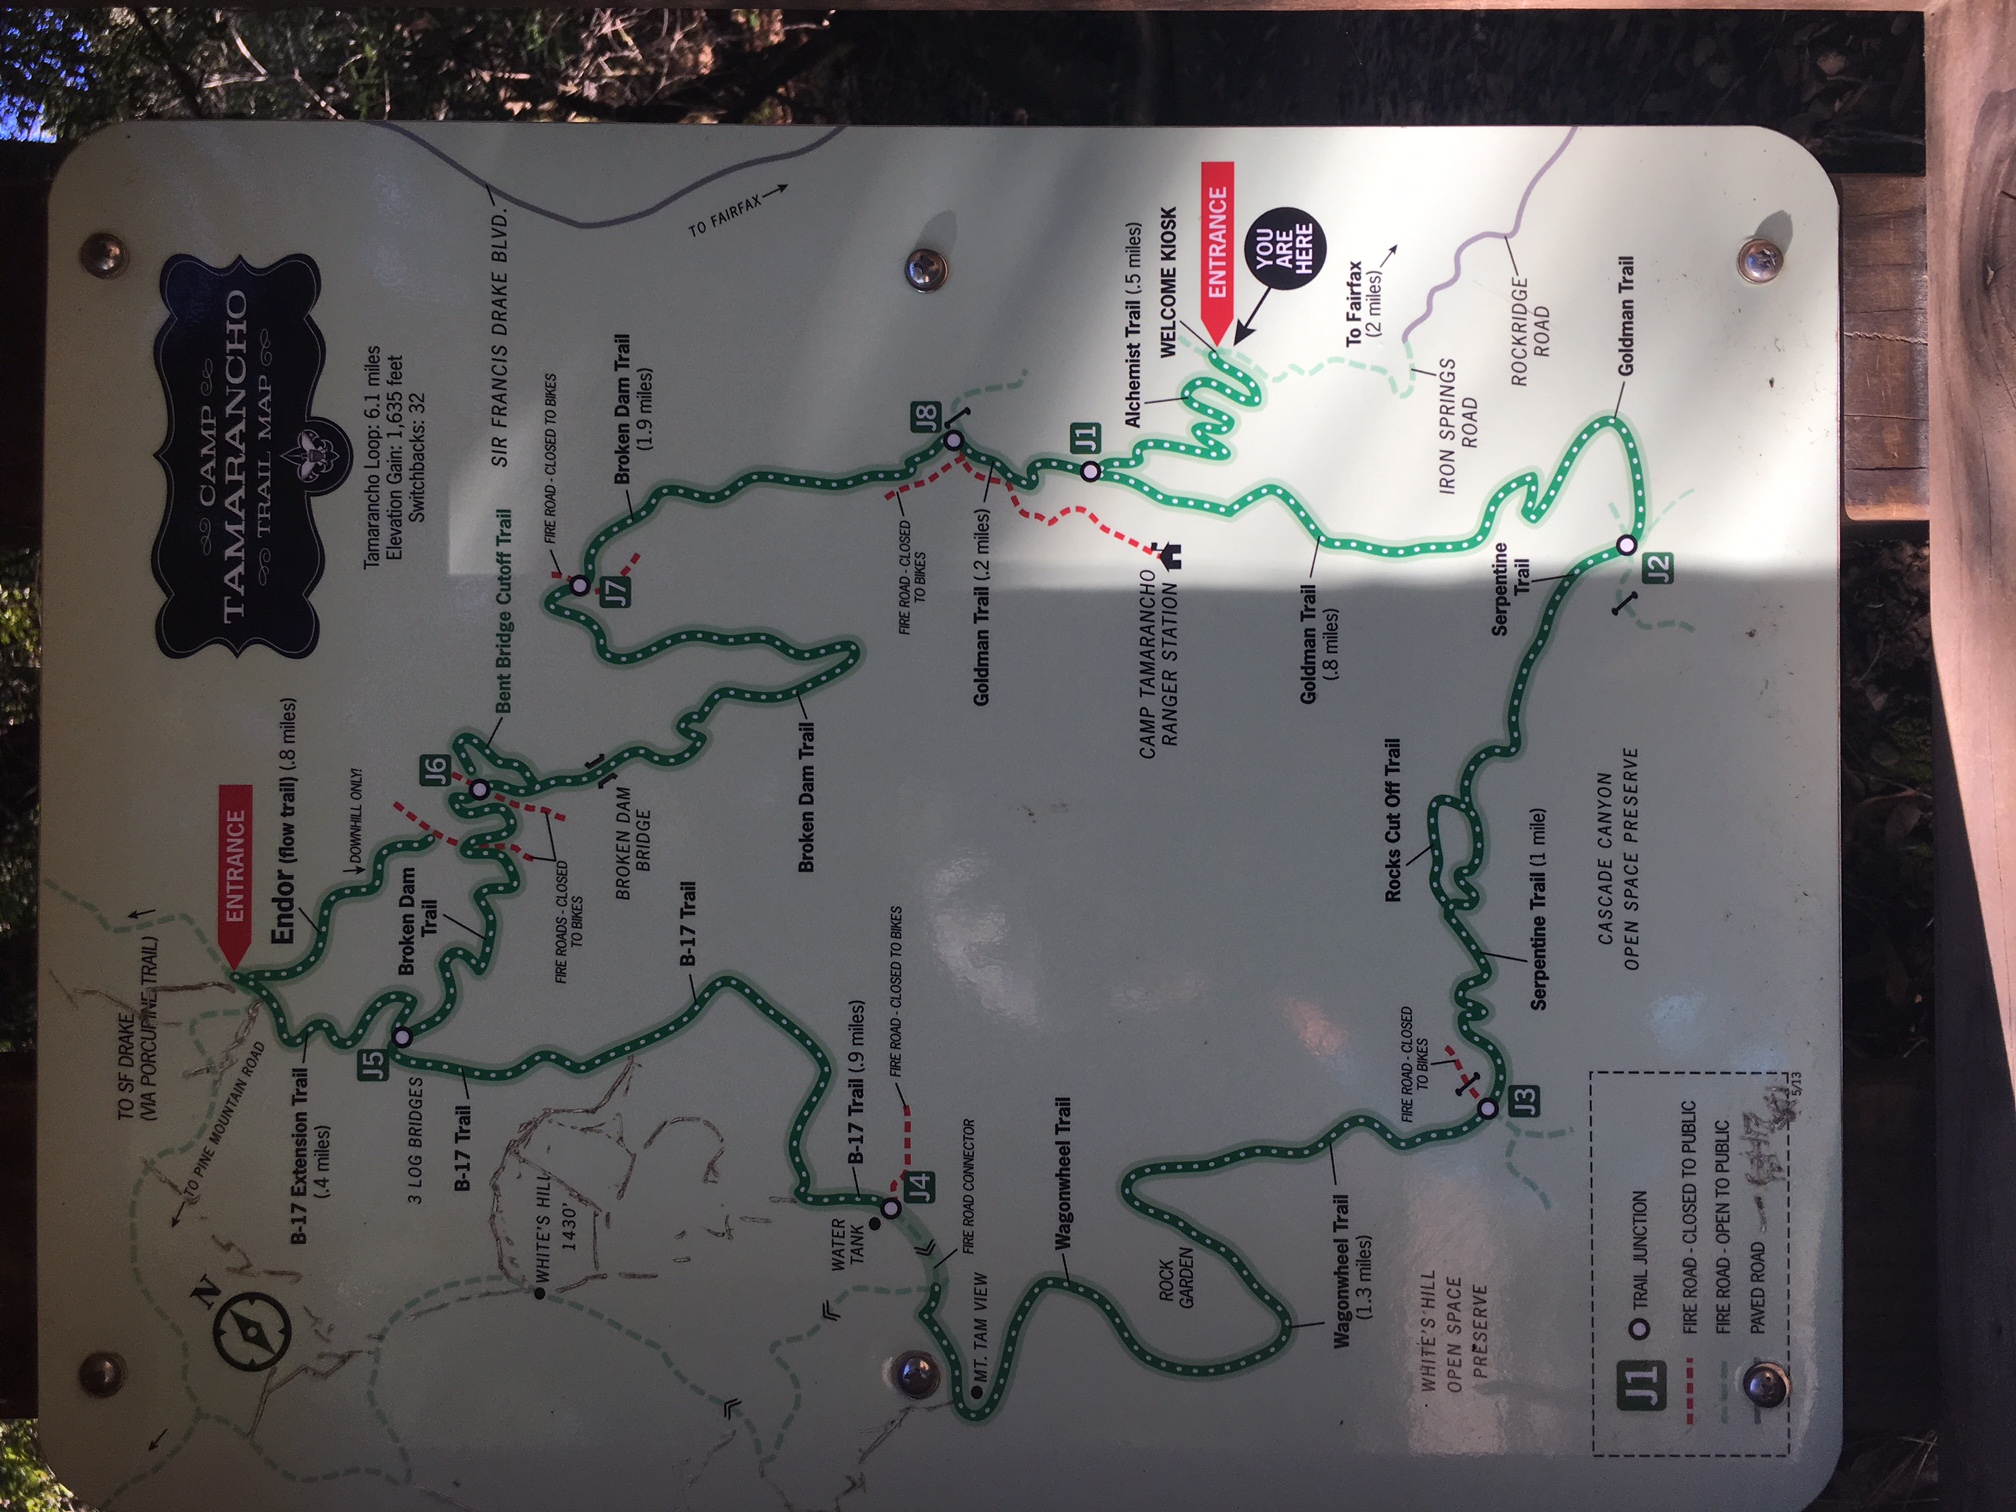 TO SF DRAKE
(VIA PORCUPINE TRAIL)
TO PINE MOUNTAIN ROAD
N
ENTRANCE
CAMP
TAMARANCHO
TRAIL MAP
Endor (flow trail) (.8 miles)
B-17 Extension Trail
(.4 miles)
DOWNHILL ONLY!
Tamarancho Loop: 6.1 miles
Elevation Gain: 1,635 feet
Switchbacks: 32
J5
3 LOG BRIDGES
Broken Dam
Trail
J6
B-17 Trail
Bent Bridge Cutoff Trail
SIR FRANCIS DRAKE BLVD.
WHITE'S HILL
1430'
FIRE ROADS - CLOSED
TO BIKES
FIRE ROAD - CLOSED TO BIKES
BROKEN DAM
BRIDGE
J7
Broken Dam Trail
(1.9 miles)
B-17 Trail
TO FAIRFAX
Broken Dam Trail
WATER
TANK
B-17 Trail (.9 miles)
FIRE ROAD - CLOSED TO BIKES
J4
FIRE ROAD - CLOSED
TO BIKES
J8
FIRE ROAD CONNECTOR
MT. TAM VIEW
Goldman Trail (.2 miles)
Wagonwheel Trail
J1
Alchemist Trail (.5 miles)
CAMP TAMARANCHO
RANGER STATION
WELCOME KIOSK
ROCK
GARDEN
ENTRANCE
YOU
ARE
HERE
Goldman Trail
(.8 miles)
Wagonwheel Trail
(1.3 miles)
To Fairfax
(2 miles)
Rocks Cut Off Trail
FIRE ROAD - CLOSED
TO BIKES
WHITE'S HILL
OPEN SPACE
PRESERVE
IRON SPRINGS
ROAD
Serpentine
Trail
ROCKRIDGE
ROAD
J3
Serpentine Trail (1 mile)
CASCADE CANYON
OPEN SPACE PRESERVE
Goldman Trail
J2
J1 TRAIL JUNCTION
FIRE ROAD - CLOSED TO PUBLIC
FIRE ROAD - OPEN TO PUBLIC
PAVED ROAD
5/13